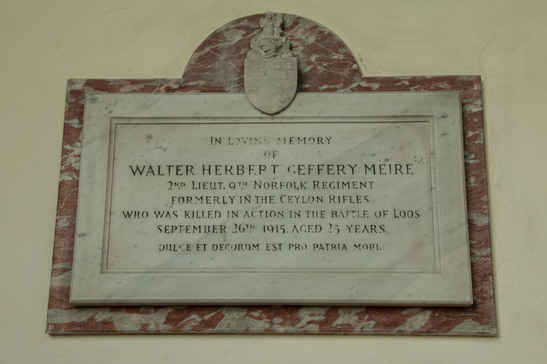 IN LOVING MEMORY
OF
WALTER HERBERT GEFFERY MEIRE
2ND LIEUT. 9TH NORFOLK REGIMENT
FORMERLY IN THE CEYLON RIFLES
WHO WAS KILLED IN ACTION IN THE BATTLE OF LOOS
SEPTEMBER 26TH 1915. AGED 25 YEARS.
DULCE ET DECORUM EST PRO PATRIA MORI.